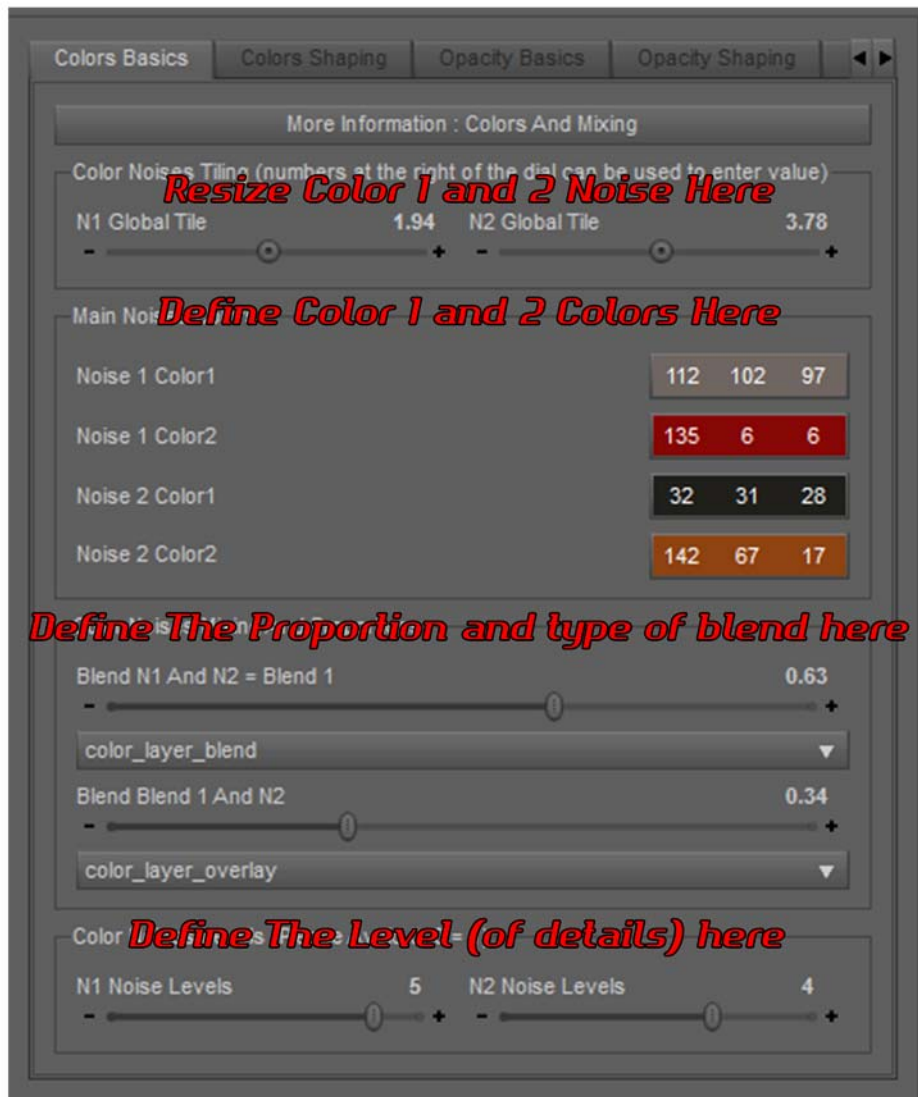 Colors Basics Colors Shaping Opacity Basics Opacity Shaping
More Information : Colors And Mixing
Color Noises Tiling (numbers at the right of the dial can be used to enter value)
Resize Color 1 and 2 Noise Here
N1 Global Tile 1.94 N2 Global Tile 3.78
- + - +
Main
Define Color 1 and 2 Colors Here
Noise 1 Color1 112 102 97
Noise 1 Color2 135 6 6
Noise 2 Color1 32 31 28
Noise 2 Color2 142 67 17
Define The Proportion and type of blend here
Blend N1 And N2 = Blend 1 0.63
- +
color_layer_blend
Blend Blend 1 And N2 0.34
- +
color_layer_overlay
Color
Define The Level (of details) here
N1 Noise Levels 5 N2 Noise Levels 4
- + - +